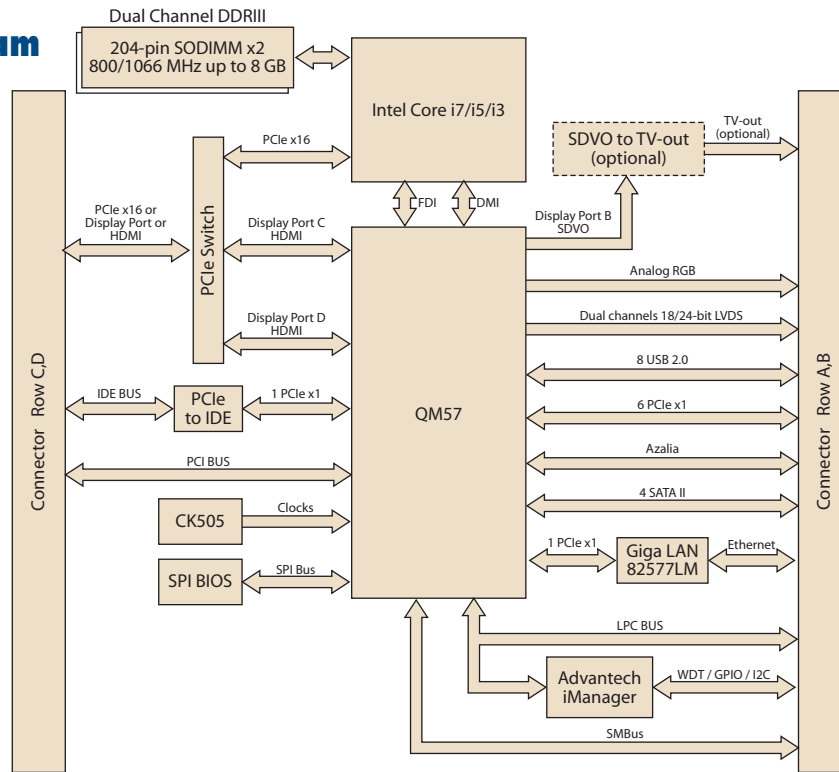 Dual Channel DDRIII
204-pin SODIMM x2
800/1066 MHz up to 8 GB
Intel Core i7/i5/i3
SDVO to TV-out
(optional)
TV-out
(optional)
PCIe x16
FDI
DMI
Display Port B
SDVO
PCIe x16 or
Display Port or
HDMI
PCIe Switch
Display Port C
HDMI
Display Port D
HDMI
Analog RGB
Dual channels 18/24-bit LVDS
8 USB 2.0
6 PCIe x1
Azalia
4 SATA II
QM57
Connector Row C,D
Connector Row A,B
IDE BUS
PCIe
to IDE
1 PCIe x1
PCI BUS
CK505
Clocks
SPI BIOS
SPI Bus
1 PCIe x1
Giga LAN
82577LM
Ethernet
LPC BUS
Advantech
iManager
WDT / GPIO / I2C
SMBus